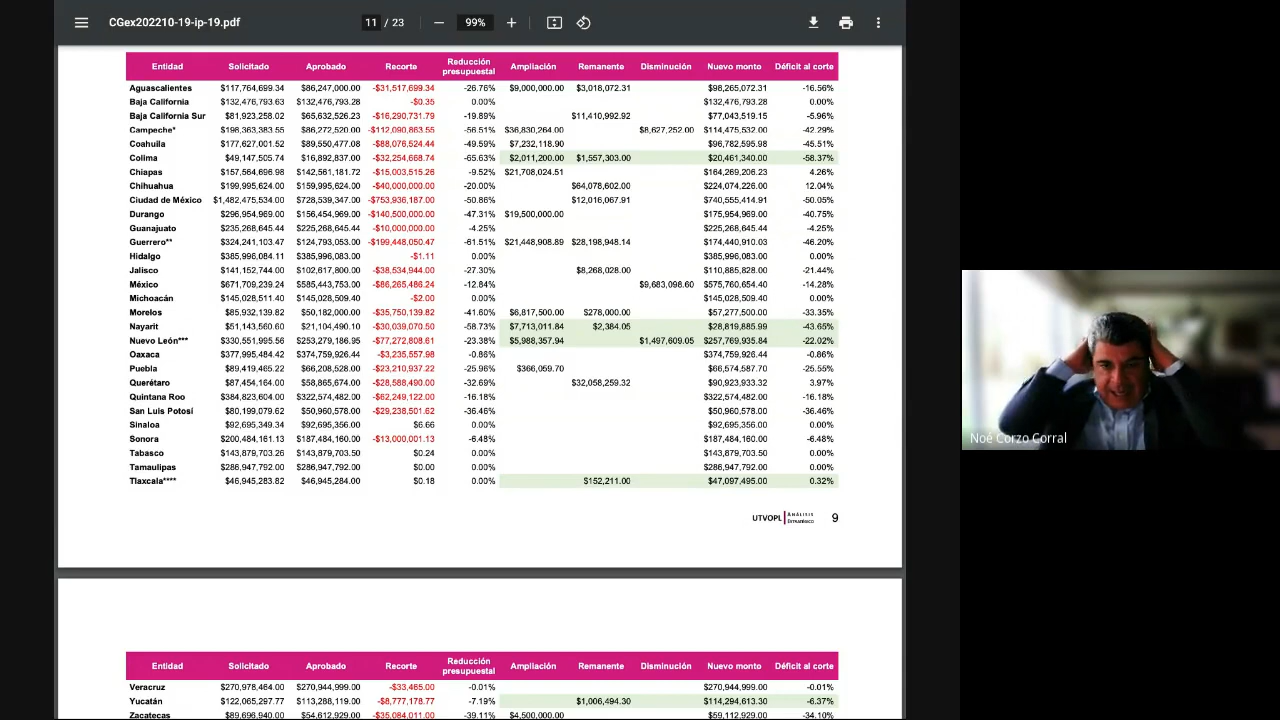 CGex202210-19-ip-19.pdf 11 / 23 99%
Entidad Solicitado Aprobado Recorte Reducción presupuestal Ampliación Remanente Disminución Nuevo monto Déficit al corte
Aguascalientes $117,764,699.34 $86,247,000.00 -$31,517,699.34 -26.76% $9,000,000.00 $3,018,072.31 $98,265,072.31 -16.56%
Baja California $132,476,793.63 $132,476,793.28 -$0.35 0.00% $132,476,793.28 0.00%
Baja California Sur $81,923,258.02 $65,632,526.23 -$16,290,731.79 -19.89% $11,410,992.92 $77,043,519.15 -5.96%
Campeche* $198,363,383.55 $86,272,520.00 -$112,090,863.55 -56.51% $36,830,264.00 $8,627,252.00 $114,475,532.00 -42.29%
Coahuila $177,627,001.52 $89,550,477.08 -$88,076,524.44 -49.59% $7,232,118.90 $96,782,595.98 -45.51%
Colima $49,147,505.74 $16,892,837.00 -$32,254,668.74 -65.63% $2,011,200.00 $1,557,303.00 $20,461,340.00 -58.37%
Chiapas $157,564,696.98 $142,561,181.72 -$15,003,515.26 -9.52% $21,708,024.51 $164,269,206.23 4.26%
Chihuahua $199,995,624.00 $159,995,624.00 -$40,000,000.00 -20.00% $64,078,602.00 $224,074,226.00 12.04%
Ciudad de México $1,482,475,534.00 $728,539,347.00 -$753,936,187.00 -50.86% $12,016,067.91 $740,555,414.91 -50.05%
Durango $296,954,969.00 $156,454,969.00 -$140,500,000.00 -47.31% $19,500,000.00 $175,954,969.00 -40.75%
Guanajuato $235,268,645.44 $225,268,645.44 -$10,000,000.00 -4.25% $225,268,645.44 -4.25%
Guerrero** $324,241,103.47 $124,793,053.00 -$199,448,050.47 -61.51% $21,448,908.89 $28,198,948.14 $174,440,910.03 -46.20%
Hidalgo $385,996,084.11 $385,996,083.00 -$1.11 0.00% $385,996,083.00 0.00%
Jalisco $141,152,744.00 $102,617,800.00 -$38,534,944.00 -27.30% $8,268,028.00 $110,885,828.00 -21.44%
México $671,709,239.24 $585,443,753.00 -$86,265,486.24 -12.84% $9,683,098.60 $575,760,654.40 -14.28%
Michoacán $145,028,511.40 $145,028,509.40 -$2.00 0.00% $145,028,509.40 0.00%
Morelos $85,932,139.82 $50,182,000.00 -$35,750,139.82 -41.60% $6,817,500.00 $278,000.00 $57,277,500.00 -33.35%
Nayarit $51,143,560.60 $21,104,490.10 -$30,039,070.50 -58.73% $7,713,011.84 $2,384.05 $28,819,885.99 -43.65%
Nuevo León*** $330,551,995.56 $253,279,186.95 -$77,272,808.61 -23.38% $5,988,357.94 $1,497,609.05 $257,769,935.84 -22.02%
Oaxaca $377,995,484.42 $374,759,926.44 -$3,235,557.98 -0.86% $374,759,926.44 -0.86%
Puebla $89,419,465.22 $66,208,528.00 -$23,210,937.22 -25.96% $366,059.70 $66,574,587.70 -25.55%
Querétaro $87,454,164.00 $58,865,674.00 -$28,588,490.00 -32.69% $32,058,259.32 $90,923,933.32 3.97%
Quintana Roo $384,823,604.00 $322,574,482.00 -$62,249,122.00 -16.18% $322,574,482.00 -16.18%
San Luis Potosí $80,199,079.62 $50,960,578.00 -$29,238,501.62 -36.46% $50,960,578.00 -36.46%
Sinaloa $92,695,349.34 $92,695,356.00 $6.66 0.00% $92,695,356.00 0.00%
Sonora $200,484,161.13 $187,484,160.00 -$13,000,001.13 -6.48% $187,484,160.00 -6.48%
Tabasco $143,879,703.26 $143,879,703.50 $0.24 0.00% $143,879,703.50 0.00%
Tamaulipas $286,947,792.00 $286,947,792.00 $0.00 0.00% $286,947,792.00 0.00%
Tlaxcala**** $46,945,283.82 $46,945,284.00 $0.18 0.00% $152,211.00 $47,097,495.00 0.32%
UTVOPL ANÁLISIS ESTRATÉGICO 9
Entidad Solicitado Aprobado Recorte Reducción presupuestal Ampliación Remanente Disminución Nuevo monto Déficit al corte
Veracruz $270,978,464.00 $270,944,999.00 -$33,465.00 -0.01% $270,944,999.00 -0.01%
Yucatán $122,065,297.77 $113,288,119.00 -$8,777,178.77 -7.19% $1,006,494.30 $114,294,613.30 -6.37%
Zacatecas $89,696,940.00 $54,612,929.00 -$35,084,011.00 -39.11% $4,500,000.00 $59,112,929.00 -34.10%
Noé Corzo Corral